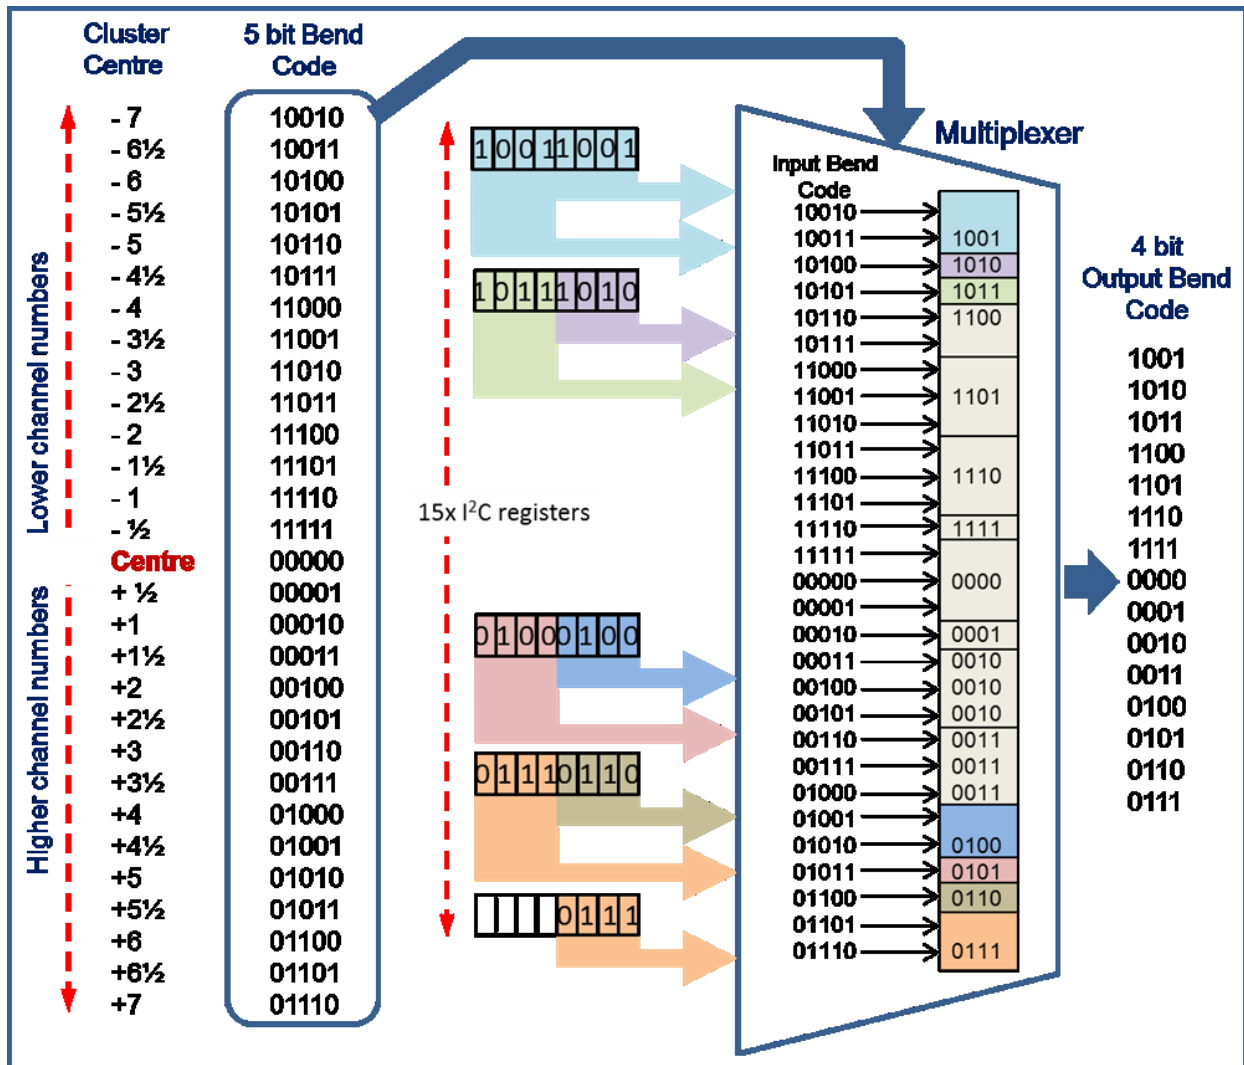 Cluster Centre
5 bit Bend Code
Lower channel numbers
Higher channel numbers
- 7 10010
- 6½ 10011
- 6 10100
- 5½ 10101
- 5 10110
- 4½ 10111
- 4 11000
- 3½ 11001
- 3 11010
- 2½ 11011
- 2 11100
- 1½ 11101
- 1 11110
- ½ 11111
Centre 00000
+ ½ 00001
+1 00010
+1½ 00011
+2 00100
+2½ 00101
+3 00110
+3½ 00111
+4 01000
+4½ 01001
+5 01010
+5½ 01011
+6 01100
+6½ 01101
+7 01110
10011001
10111010
15x I²C registers
01000100
01110110
0111
Multiplexer
Input Bend
Code
10010
10011 1001
10100 1010
10101 1011
10110 1100
10111
11000
11001 1101
11010
11011
11100 1110
11101
11110 1111
11111
00000 0000
00001
00010 0001
00011 0010
00100 0010
00101 0010
00110 0011
00111 0011
01000 0011
01001
01010 0100
01011 0101
01100 0110
01101
01110 0111
4 bit
Output Bend
Code
1001
1010
1011
1100
1101
1110
1111
0000
0001
0010
0011
0100
0101
0110
0111